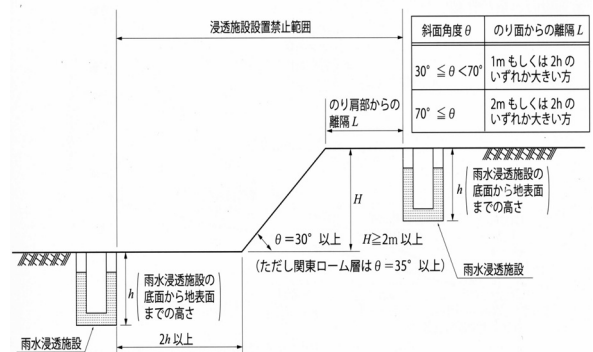 浸透施設設置禁止範囲
斜面角度θ
のり面からの離隔L
30°≦θ<70°
1mもしくは2hの
いずれか大きい方
70°≦θ
2mもしくは2hの
いずれか大きい方
のり肩部からの
離隔L
H
h
雨水浸透施設の
底面から地表面
までの高さ
θ=30°以上
H≧2m以上
(ただし関東ローム層はθ=35°以上)
雨水浸透施設
h
雨水浸透施設の
底面から地表面
までの高さ
雨水浸透施設
2h以上